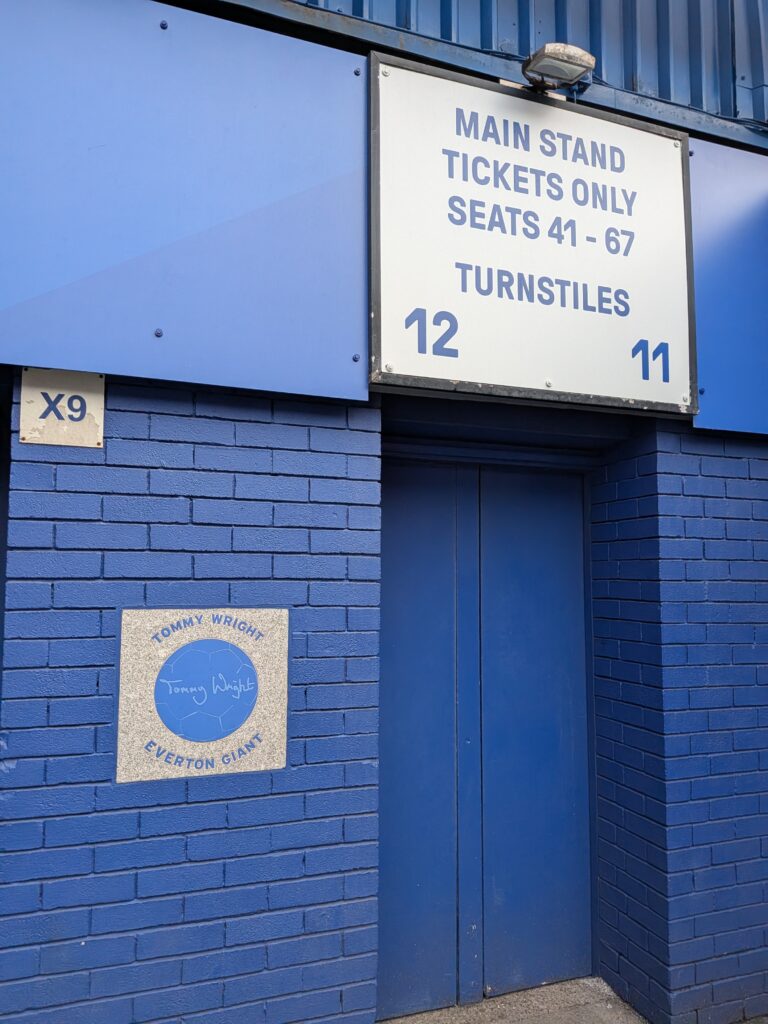 MAIN STAND
TICKETS ONLY
SEATS 41 - 67
TURNSTILES
12 11
X9
TOMMY WRIGHT
Tommy Wright
EVERTON GIANT